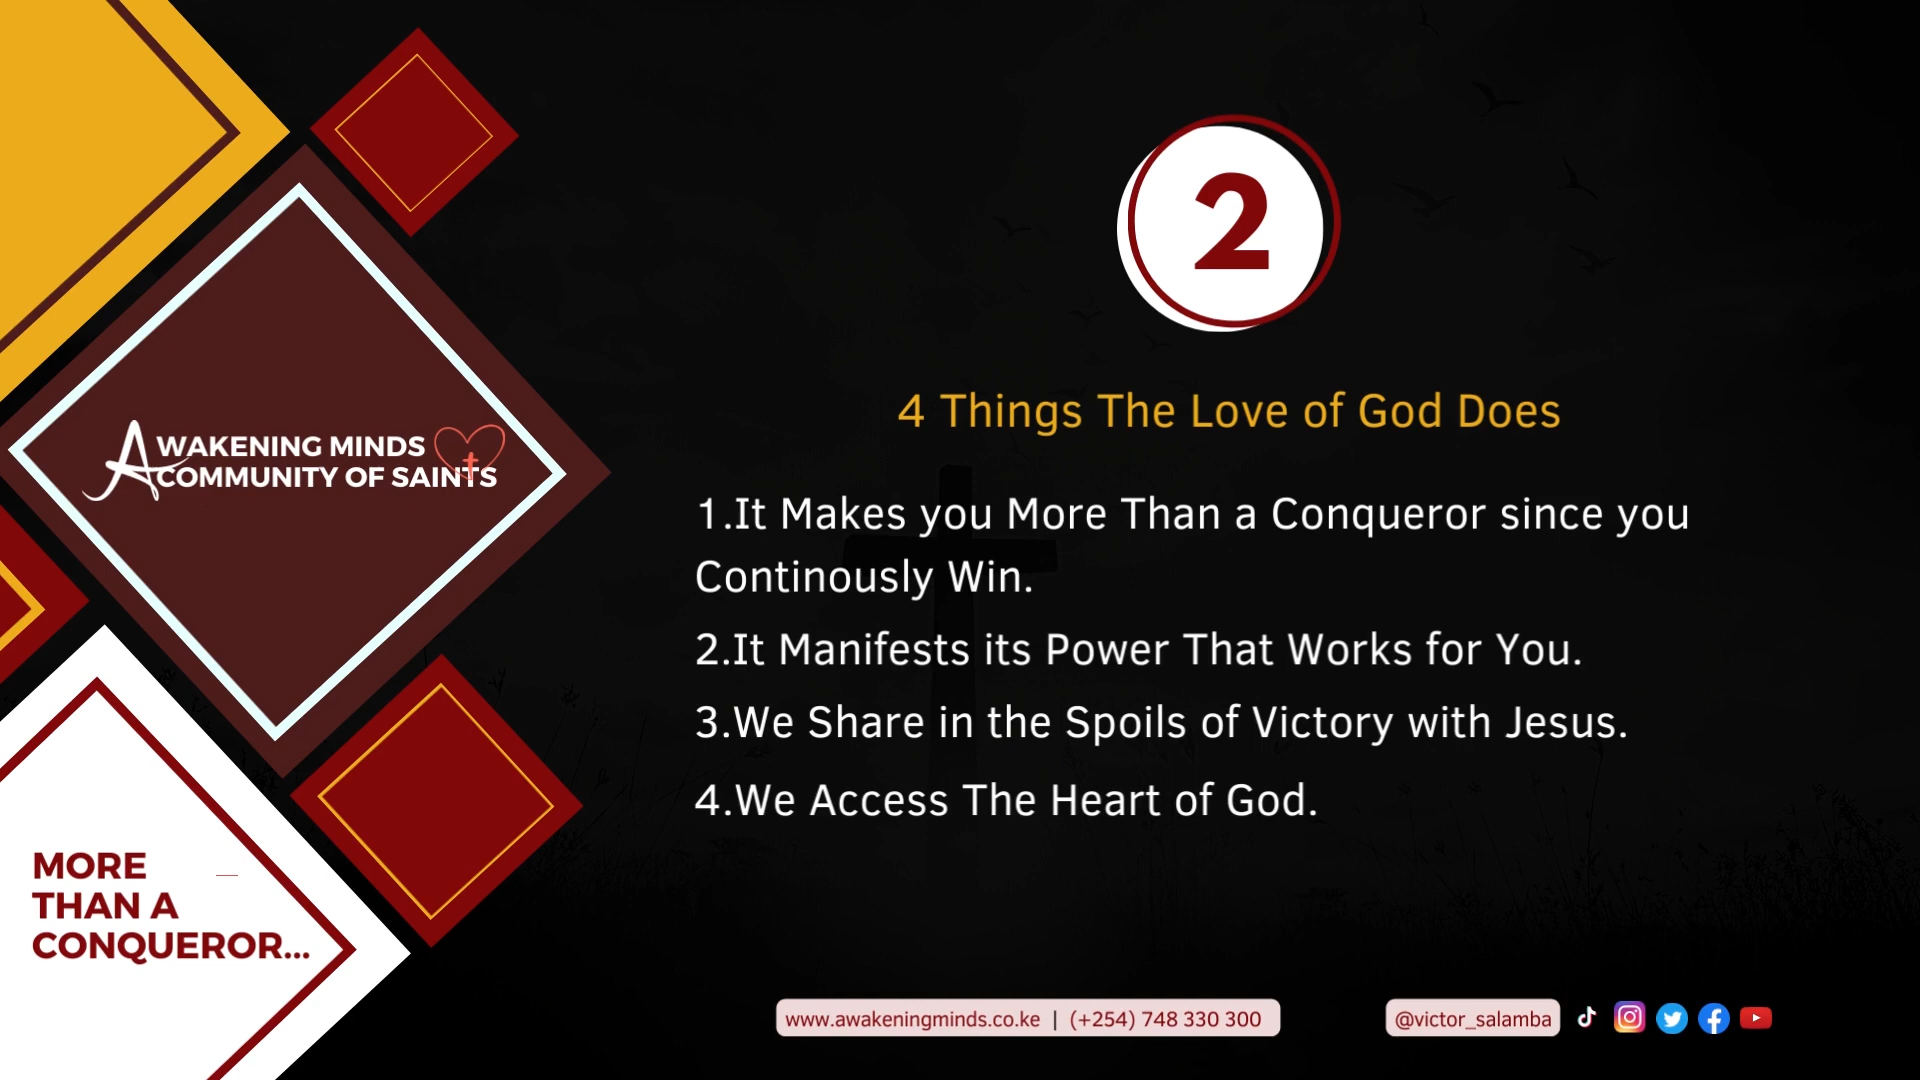 AWAKENING MINDS
COMMUNITY OF SAINTS
MORE
THAN A
CONQUEROR...
2
4 Things The Love of God Does
1.It Makes you More Than a Conqueror since you
Continously Win.
2.It Manifests its Power That Works for You.
3.We Share in the Spoils of Victory with Jesus.
4.We Access The Heart of God.
www.awakeningminds.co.ke | (+254) 748 330 300
@victor_salamba